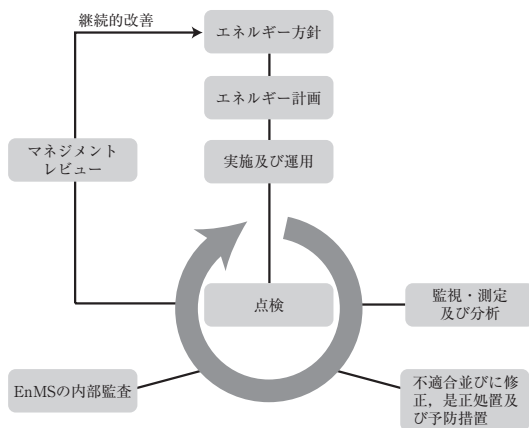 継続的改善
エネルギー方針
エネルギー計画
マネジメント
レビュー
実施及び運用
点検
監視・測定
及び分析
EnMSの内部監査
不適合並びに修
正，是正処置及
び予防措置